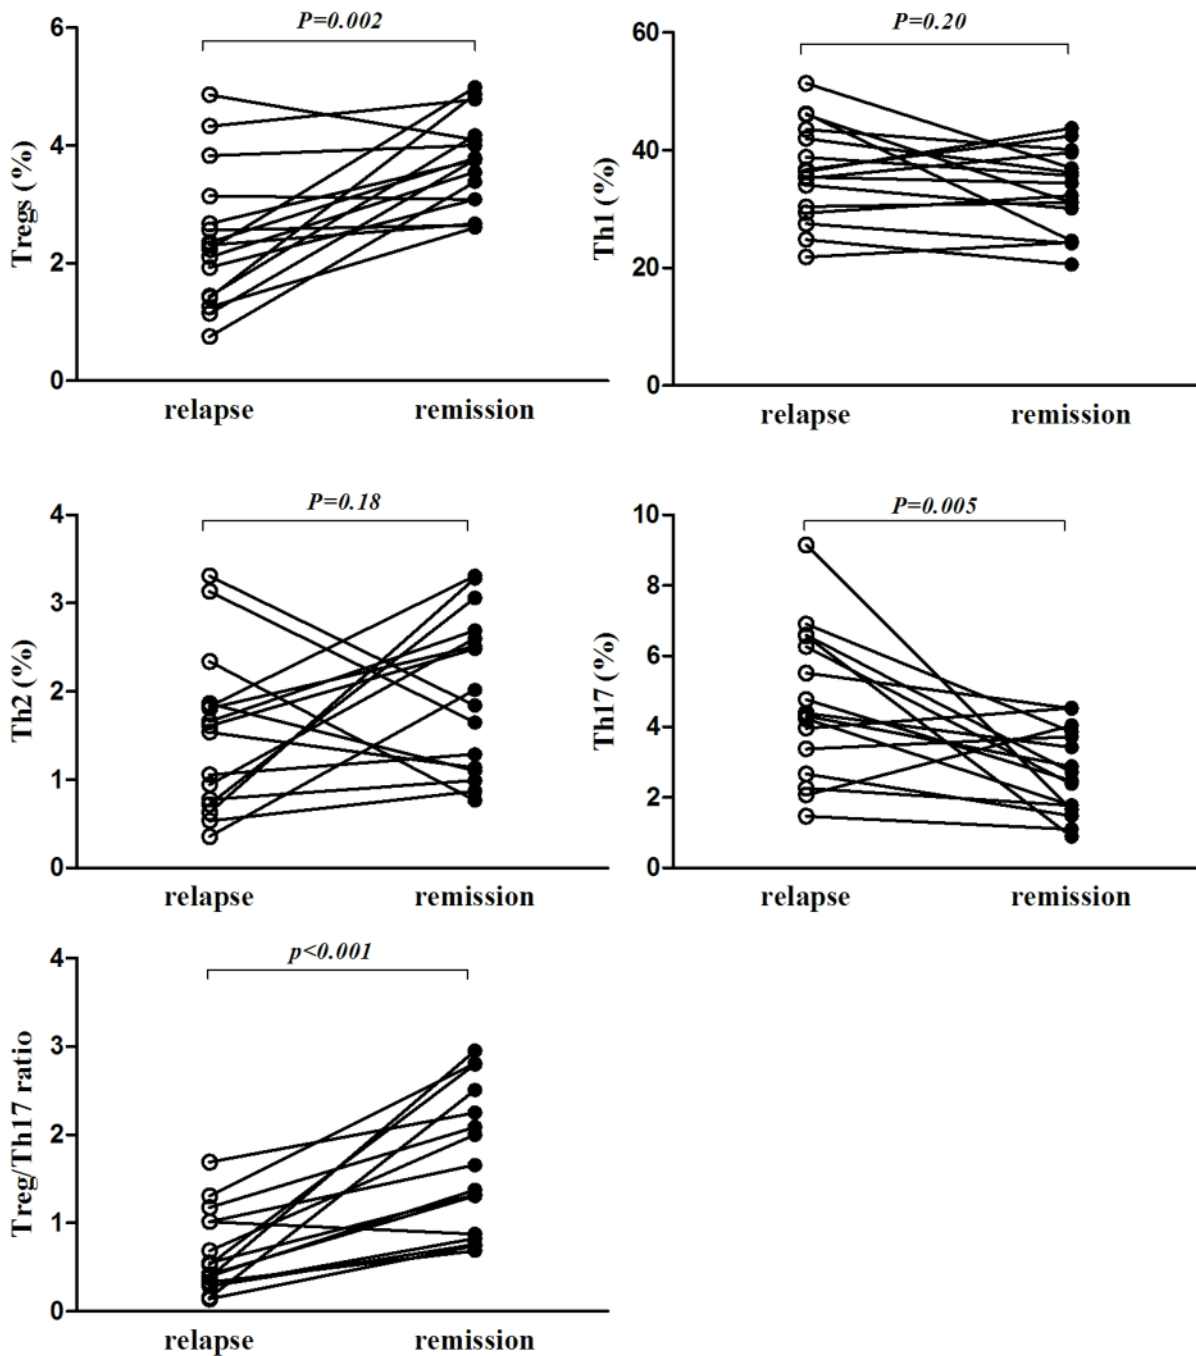 P=0.002
6
4
2
0
Tregs (%)
relapse remission
P=0.20
60
40
20
0
Th1 (%)
relapse remission
P=0.18
4
3
2
1
0
Th2 (%)
relapse remission
P=0.005
10
8
6
4
2
0
Th17 (%)
relapse remission
p<0.001
4
3
2
1
0
Treg/Th17 ratio
relapse remission